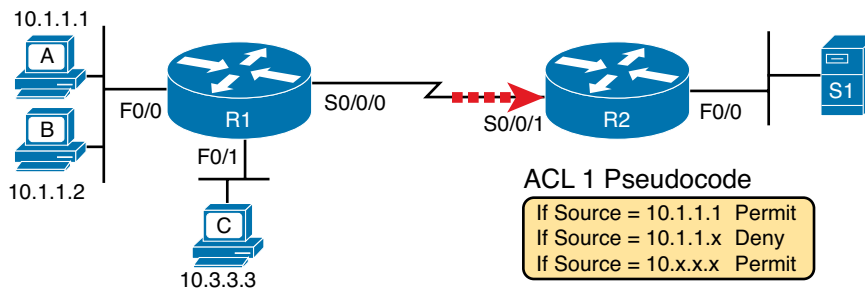 10.1.1.1
A
B
10.1.1.2
F0/0
R1
S0/0/0
F0/1
C
10.3.3.3
S0/0/1
R2
F0/0
S1
ACL 1 Pseudocode
If Source = 10.1.1.1 Permit
If Source = 10.1.1.x Deny
If Source = 10.x.x.x Permit